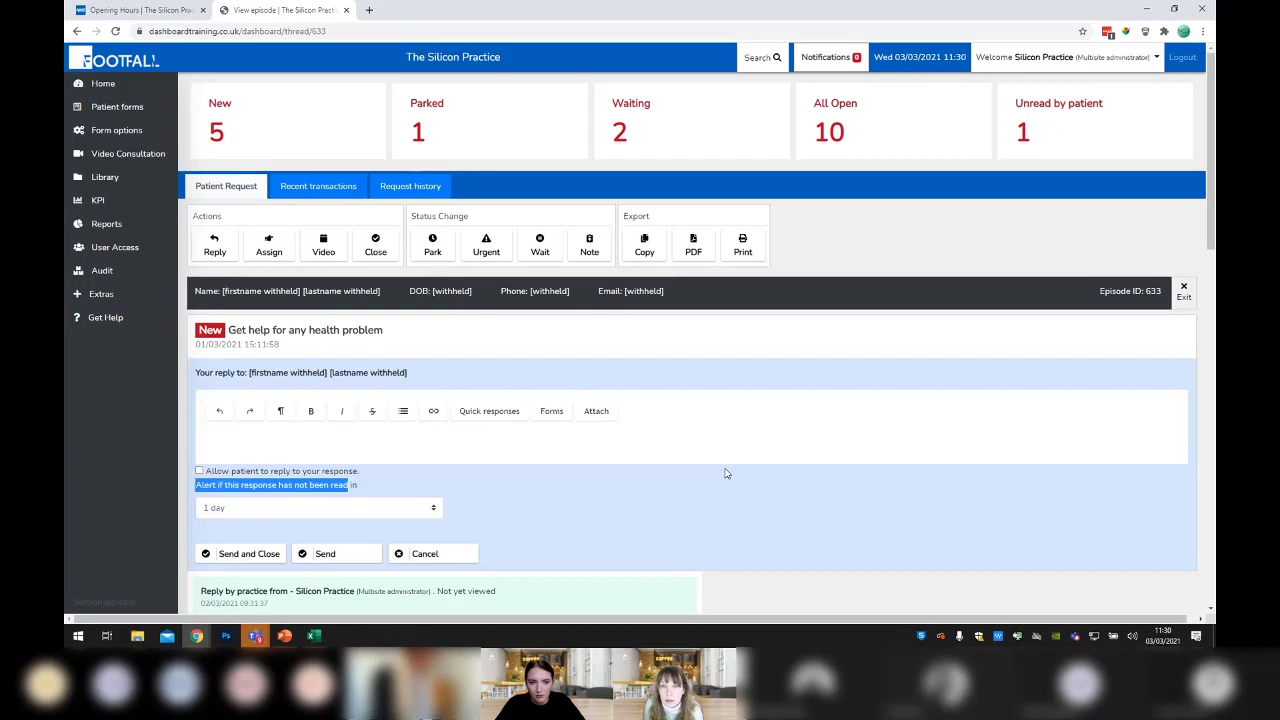 Opening Hours | The Silicon Prac
View episode | The Silicon Practi
dashboardtraining.co.uk/dashboard/thread/633
FOOTFALL
The Silicon Practice
Search
Notifications 0
Wed 03/03/2021 11:30
Welcome Silicon Practice (Multisite administrator)
Logout
Home
Patient forms
Form options
Video Consultation
Library
KPI
Reports
User Access
Audit
Extras
Get Help
New
5
Parked
1
Waiting
2
All Open
10
Unread by patient
1
Patient Request
Recent transactions
Request history
Actions
Status Change
Export
Reply
Assign
Video
Close
Park
Urgent
Wait
Note
Copy
PDF
Print
Name: [firstname withheld] [lastname withheld]
DOB: [withheld]
Phone: [withheld]
Email: [withheld]
Episode ID: 633
Exit
New Get help for any health problem
01/03/2021 15:11:58
Your reply to: [firstname withheld] [lastname withheld]
Quick responses
Forms
Attach
Allow patient to reply to your response.
Alert if this response has not been read in
1 day
Send and Close
Send
Cancel
Reply by practice from - Silicon Practice (Multisite administrator) . Not yet viewed
02/03/2021 09:31:37
11:30
03/03/2021
COFFEE
COFFEE